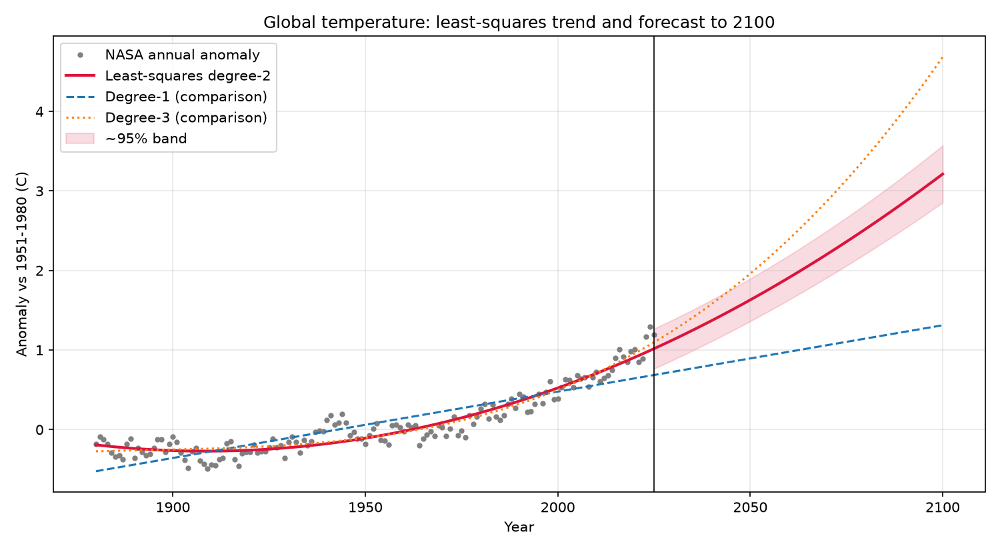 Global temperature: least-squares trend and forecast to 2100
NASA annual anomaly
Least-squares degree-2
Degree-1 (comparison)
Degree-3 (comparison)
~95% band
Anomaly vs 1951-1980 (C)
4
3
2
1
0
1900
1950
2000
2050
2100
Year